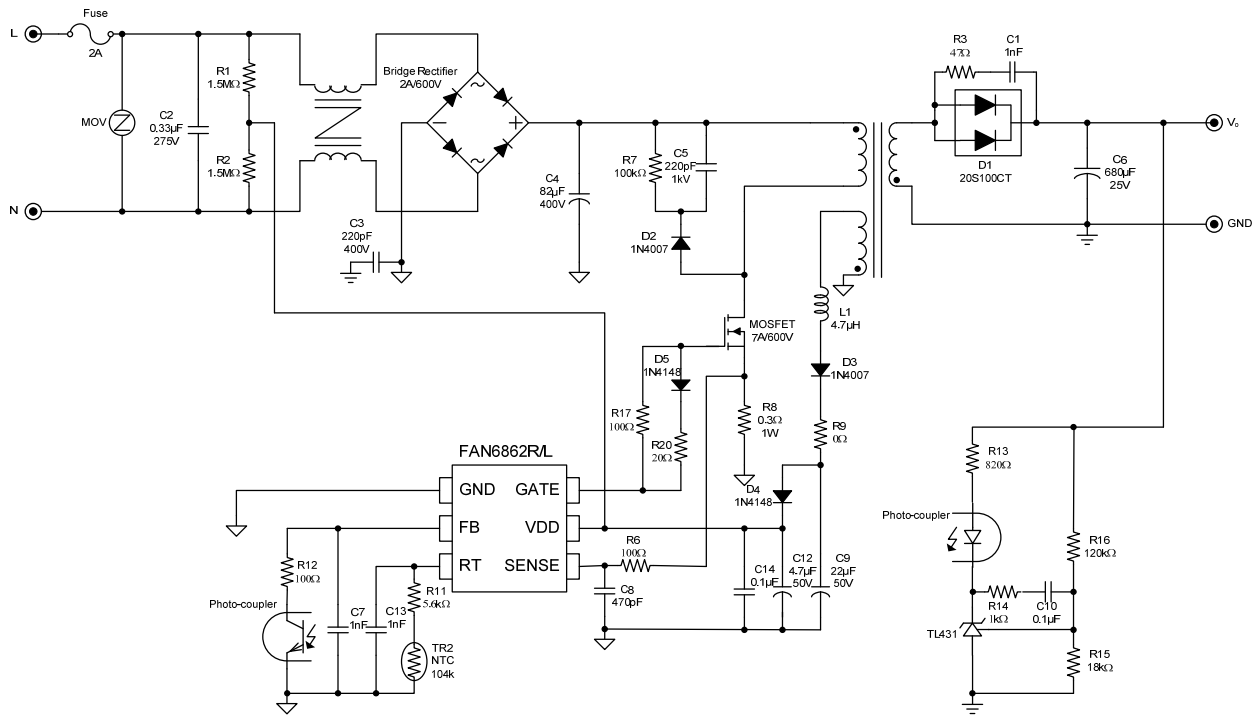 Fuse
L
2A
R1
1.5MΩ
MOV
C2
0.33µF
275V
R2
1.5MΩ
N
Bridge Rectifier
2A/600V
C3
220pF
400V
C4
82µF
400V
R7
100kΩ
C5
220pF
1kV
D2
1N4007
R3
47Ω
C1
1nF
D1
20S100CT
Vo
C6
680µF
25V
GND
L1
4.7µH
MOSFET
7A/600V
D5
1N4148
D3
1N4007
R17
100Ω
R20
20Ω
R8
0.3Ω
1W
R9
0Ω
FAN6862R/L
GND
GATE
FB
VDD
RT
SENSE
D4
1N4148
R6
100Ω
C8
470pF
C14
0.1µF
C12
4.7µF
50V
C9
22µF
50V
R12
100Ω
Photo-coupler
C7
1nF
C13
1nF
R11
5.6kΩ
TR2
NTC
104k
R13
820Ω
Photo-coupler
R16
120kΩ
R14
1kΩ
C10
0.1µF
TL431
R15
18kΩ